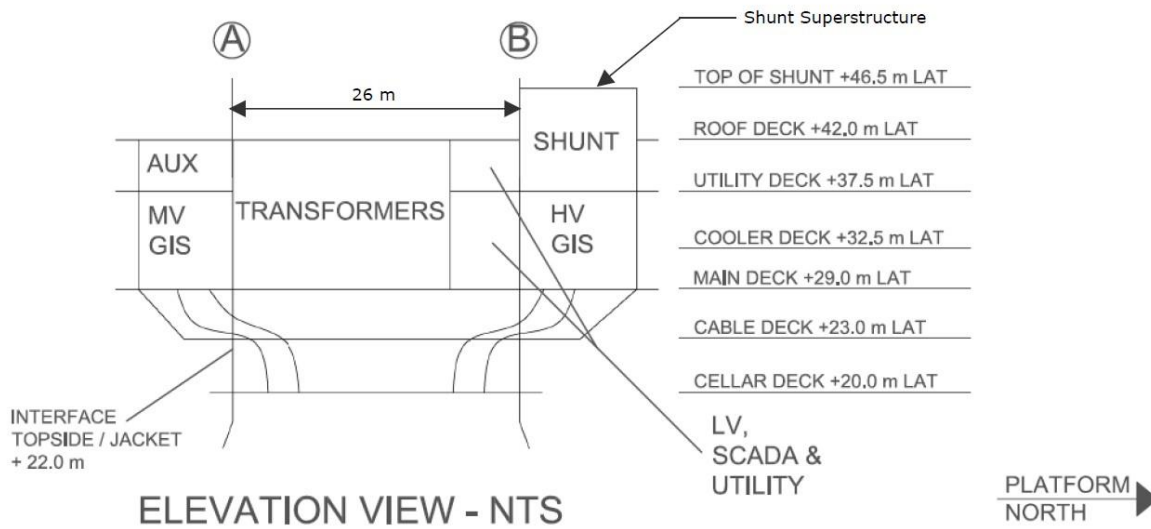 Shunt Superstructure
A
B
26 m
TOP OF SHUNT +46.5 m LAT
ROOF DECK +42.0 m LAT
SHUNT
AUX
UTILITY DECK +37.5 m LAT
TRANSFORMERS
MV
GIS
HV
GIS
COOLER DECK +32.5 m LAT
MAIN DECK +29.0 m LAT
CABLE DECK +23.0 m LAT
CELLAR DECK +20.0 m LAT
INTERFACE
TOPSIDE / JACKET
+ 22.0 m
LV,
SCADA &
UTILITY
ELEVATION VIEW - NTS
PLATFORM
NORTH